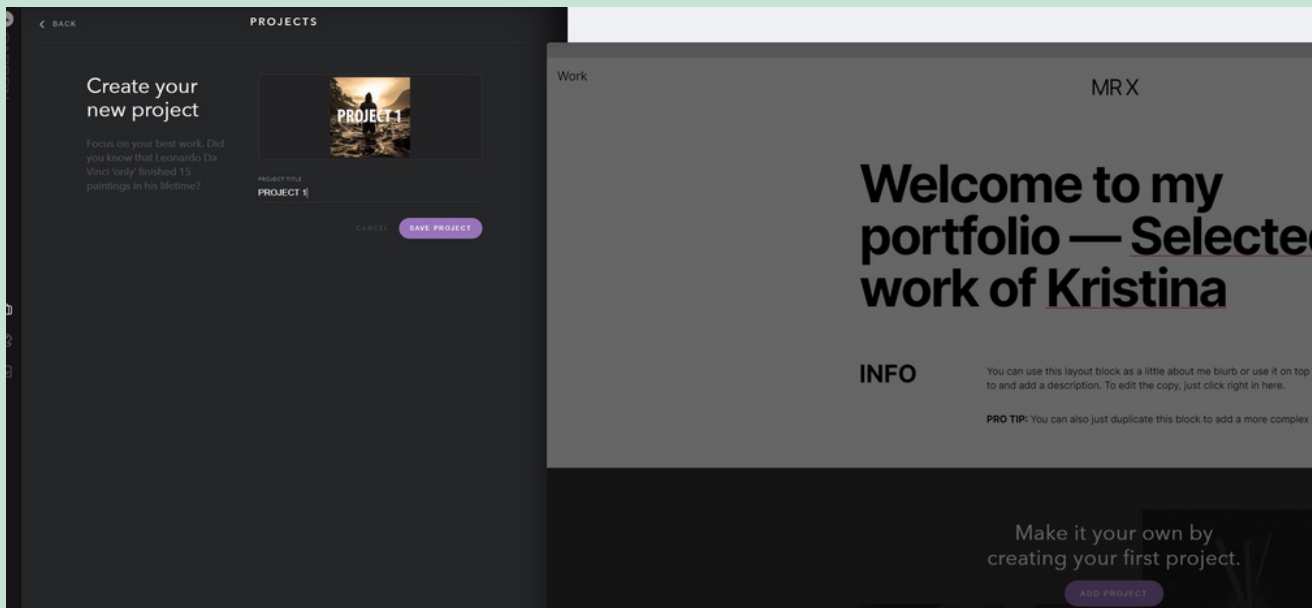 BACK
PROJECTS
Create your
new project
Focus on your best work. Did
you know that Leonardo Da
Vinci 'only' finished 15
paintings in his lifetime?
PROJECT 1
PROJECT TITLE
PROJECT 1
CANCEL
SAVE PROJECT
Work
MR X
Welcome to my
portfolio — Selected
work of Kristina
INFO
You can use this layout block as a little about me blurb or use it on top
to and add a description. To edit the copy, just click right in here.
PRO TIP: You can also just duplicate this block to add a more complex
Make it your own by
creating your first project.
ADD PROJECT